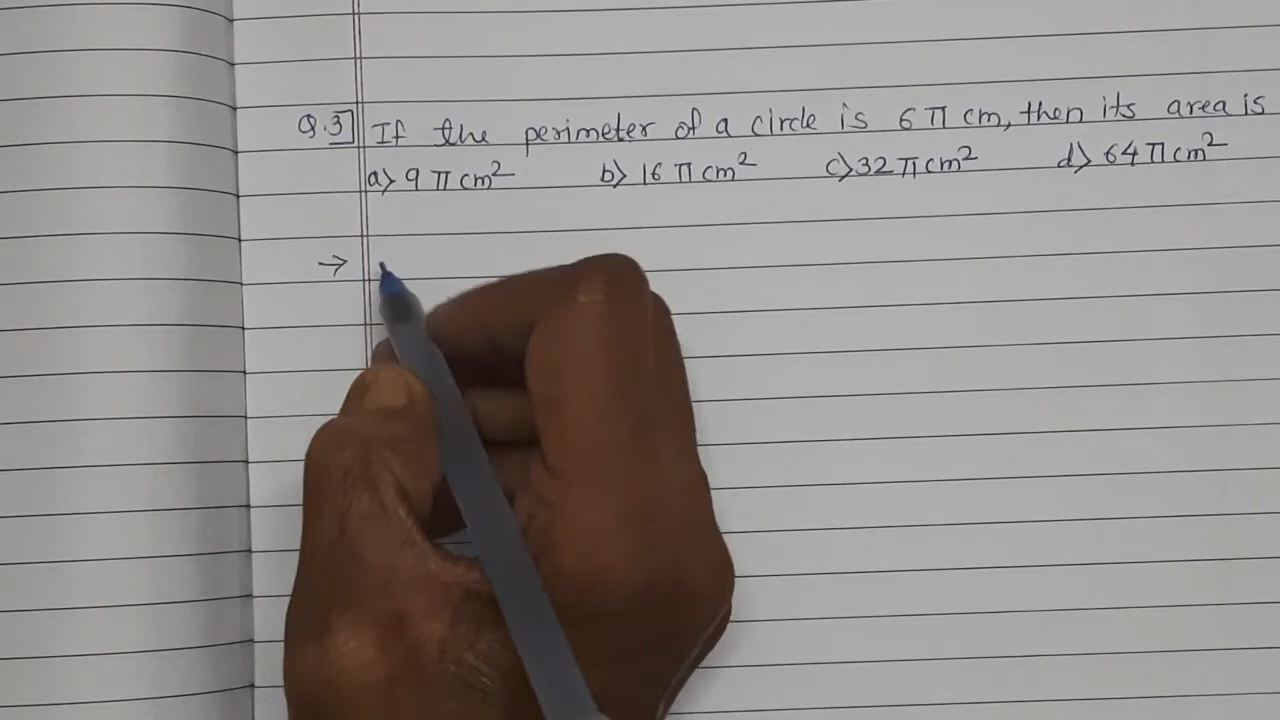 Q.3] If the perimeter of a circle is 6π cm, then its area is
a) 9π cm² b) 16π cm² c) 32π cm² d) 64π cm²
→